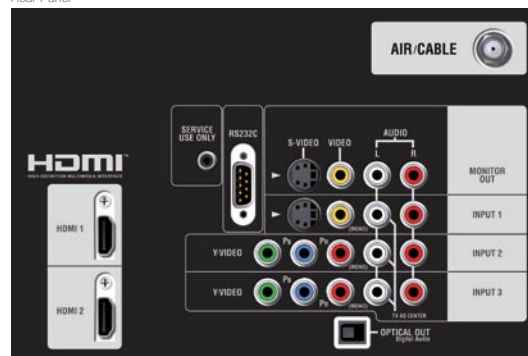 Rear Panel
AIR/CABLE
SERVICE USE ONLY
RS232C
S-VIDEO
VIDEO
AUDIO
L
R
MONITOR OUT
HDMI
HIGH-DEFINITION MULTIMEDIA INTERFACE
HDMI 1
HDMI 2
(MONO)
INPUT 1
Y-VIDEO
PB
PR
(MONO)
INPUT 2
Y-VIDEO
PB
PR
(MONO)
INPUT 3
TV AS CENTER
OPTICAL OUT
Digital Audio